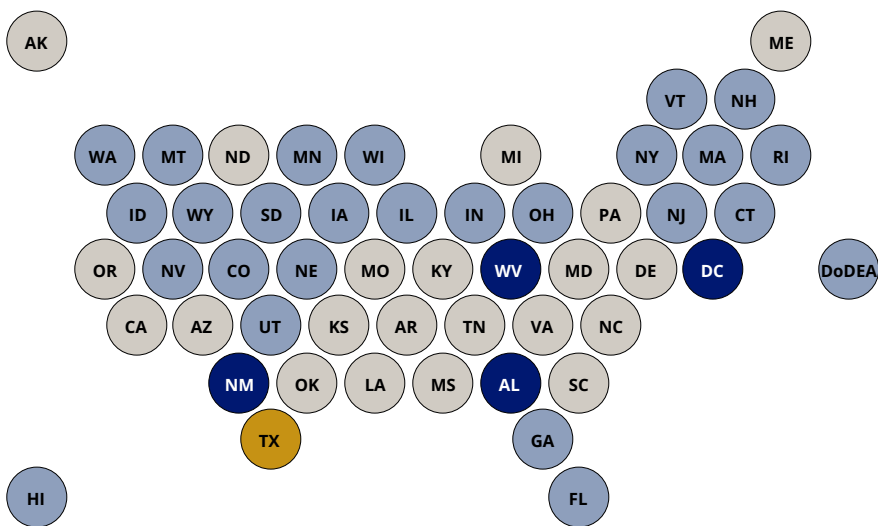 AK
ME
VT
NH
WA
MT
ND
MN
WI
MI
NY
MA
RI
ID
WY
SD
IA
IL
IN
OH
PA
NJ
CT
OR
NV
CO
NE
MO
KY
WV
MD
DE
DC
DoDEA
CA
AZ
UT
KS
AR
TN
VA
NC
NM
OK
LA
MS
AL
SC
TX
GA
HI
FL